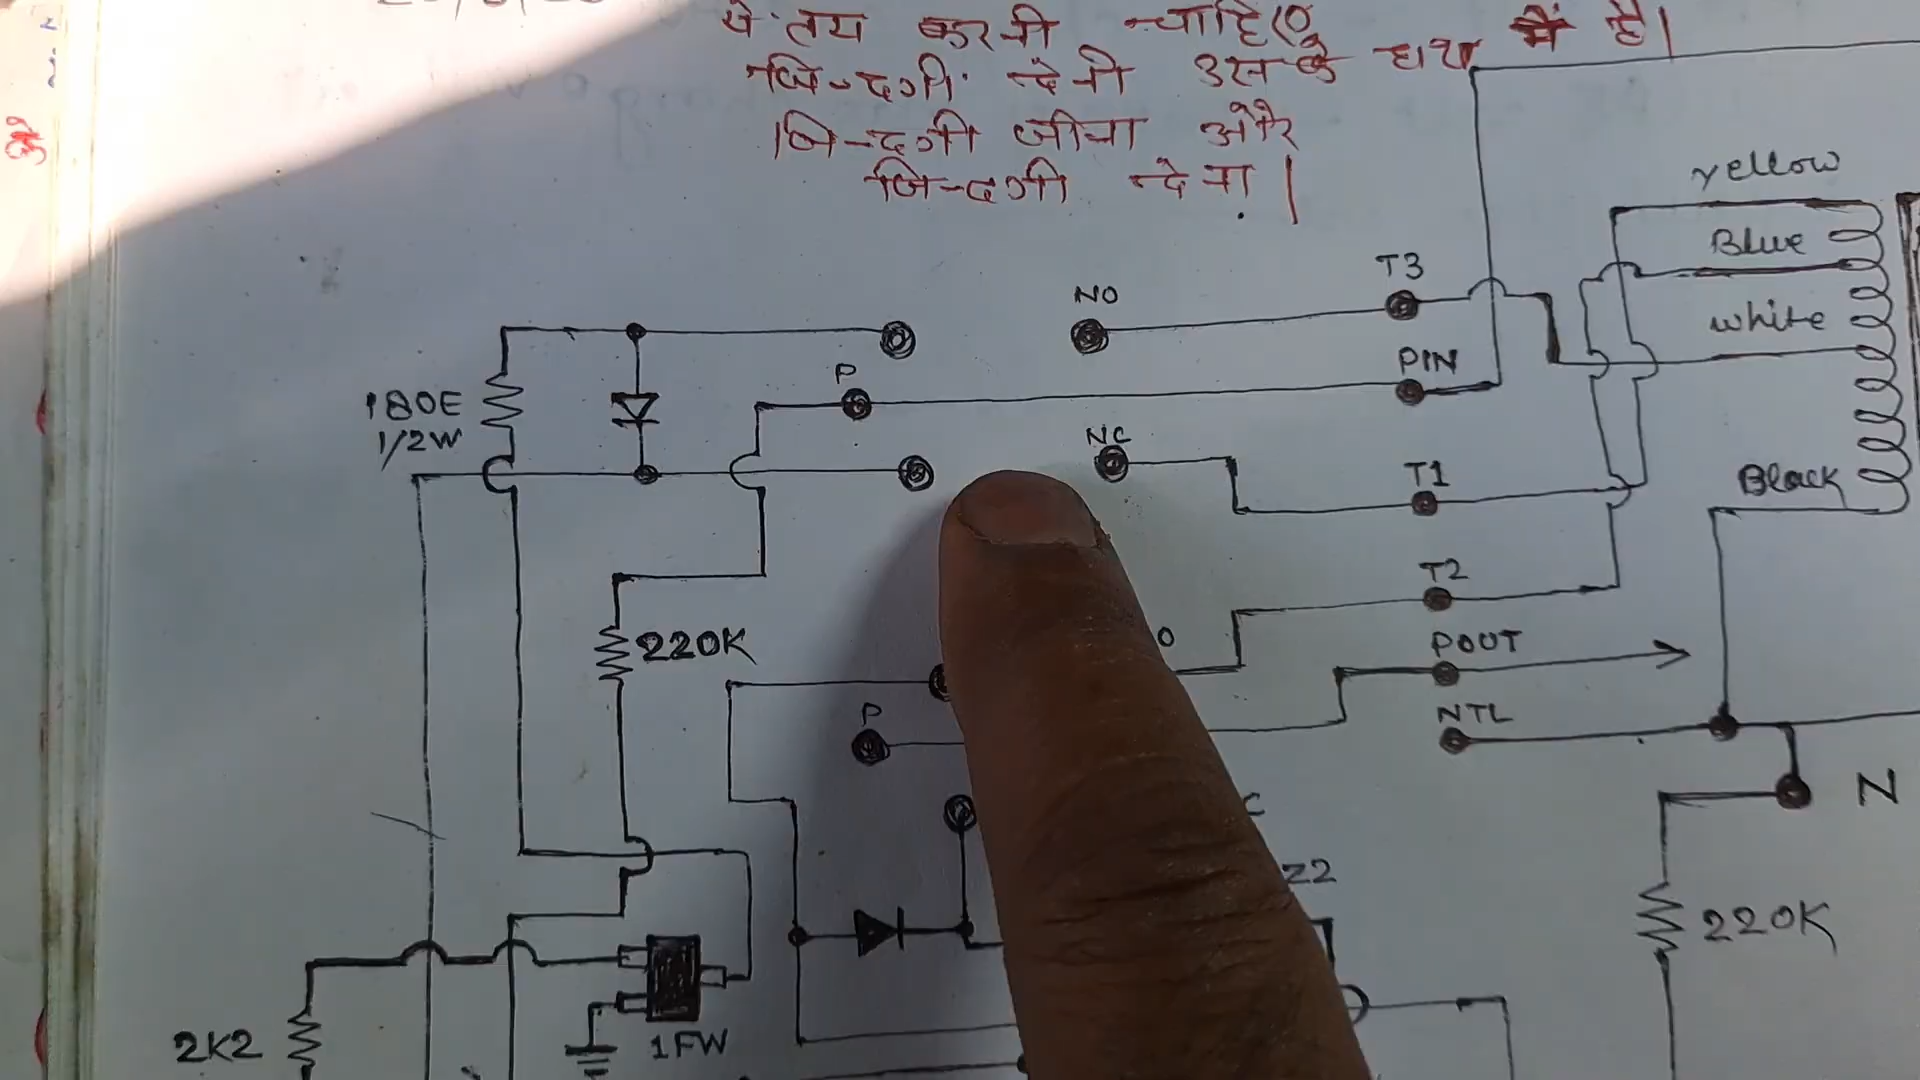 ये तय करनी चाहिए
जिन्दगी देनी उसके हाथ में है।
जिन्दगी जीना और
जिन्दगी देना।
yellow
Blue
T3
NO
white
PIN
P
180E
1/2W
NC
T1
Black
T2
220K
O
POUT
P
NTL
N
C
Z2
220K
2K2
1FW